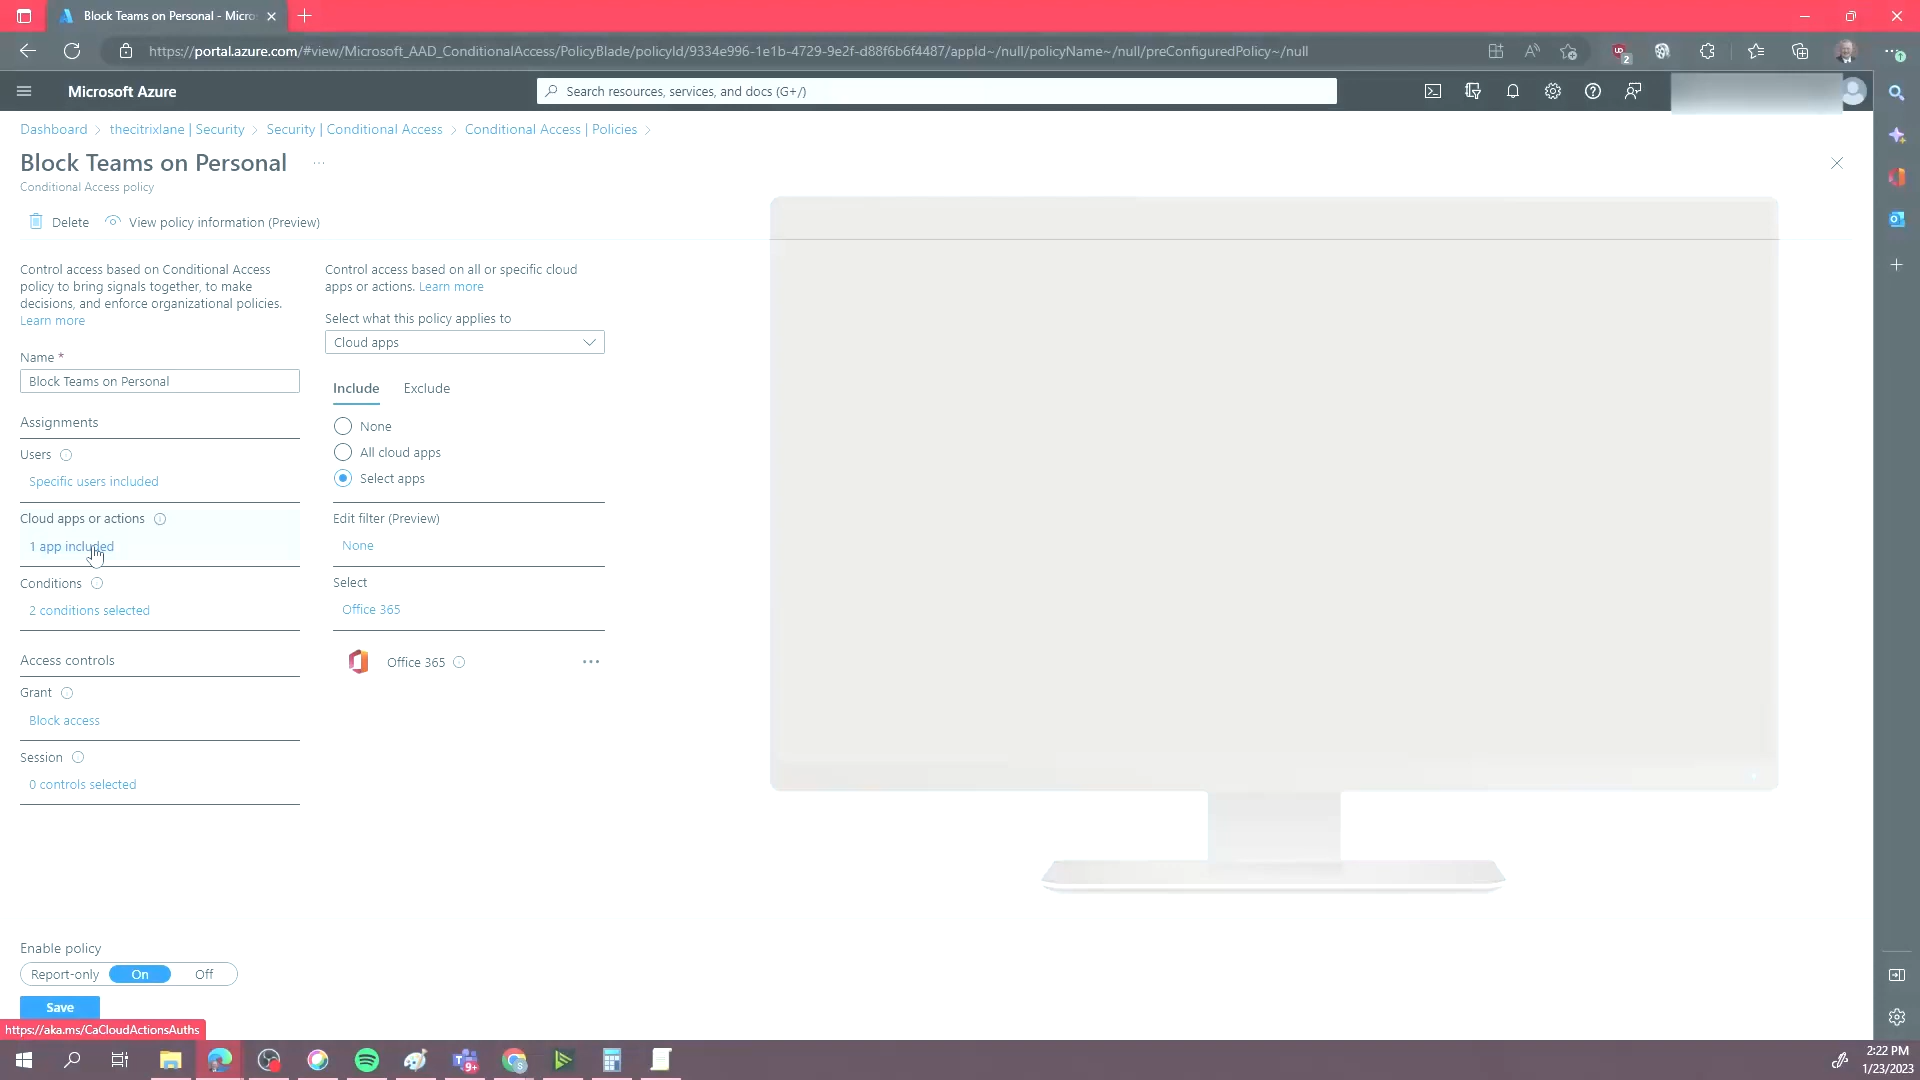 Block Teams on Personal - Micro
https://portal.azure.com/#view/Microsoft_AAD_ConditionalAccess/PolicyBlade/policyId/9334e996-1e1b-4729-9e2f-d88f6b6f4487/appId~/null/policyName~/null/preConfiguredPolicy~/null
2
Microsoft Azure
Search resources, services, and docs (G+/)
Dashboard > thecitrixlane | Security > Security | Conditional Access > Conditional Access | Policies >
Block Teams on Personal ...
Conditional Access policy
Delete View policy information (Preview)
Control access based on Conditional Access
policy to bring signals together, to make
decisions, and enforce organizational policies.
Learn more
Name *
Block Teams on Personal
Assignments
Users
Specific users included
Cloud apps or actions
1 app included
Conditions
2 conditions selected
Access controls
Grant
Block access
Session
0 controls selected
Control access based on all or specific cloud
apps or actions. Learn more
Select what this policy applies to
Cloud apps
Include Exclude
None
All cloud apps
Select apps
Edit filter (Preview)
None
Select
Office 365
Office 365
Enable policy
Report-only On Off
Save
https://aka.ms/CaCloudActionsAuths
9+
2:22 PM
1/23/2023